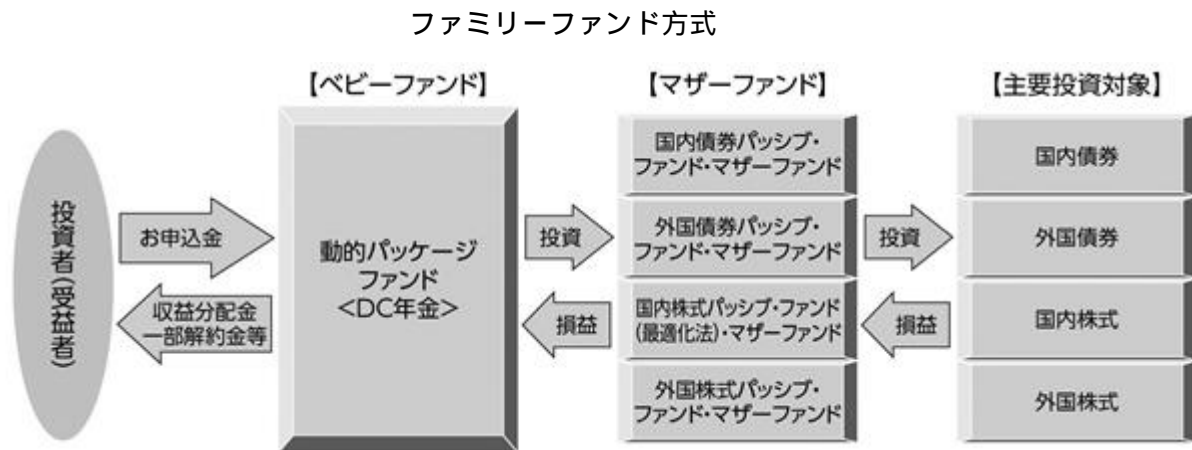 ファミリーファンド方式
【ベビーファンド】
【マザーファンド】
【主要投資対象】
投資者(受益者)
お申込金
収益分配金
一部解約金等
動的パッケージ
ファンド
<DC年金>
投資
損益
国内債券パッシブ・
ファンド・マザーファンド
外国債券パッシブ・
ファンド・マザーファンド
国内株式パッシブ・ファンド
(最適化法)・マザーファンド
外国株式パッシブ・
ファンド・マザーファンド
投資
損益
国内債券
外国債券
国内株式
外国株式